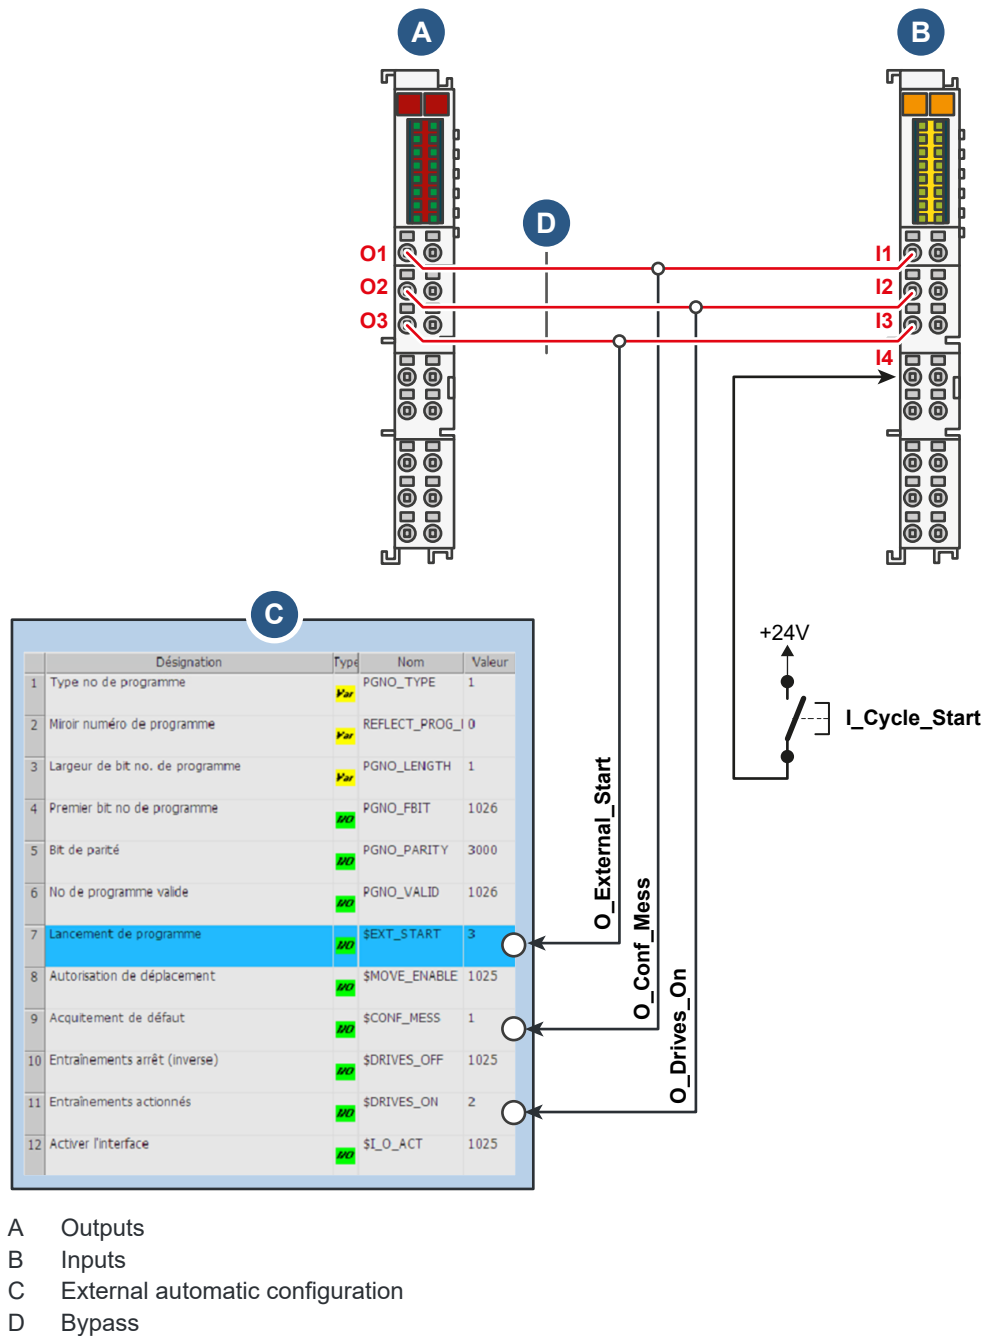 A
B
D
O1
I1
O2
I2
O3
I3
I4
C
+24V
I_Cycle_Start
O_External_Start
O_Conf_Mess
O_Drives_On
Désignation Type Nom Valeur
1 Type no de programme Var PGNO_TYPE 1
2 Miroir numéro de programme Var REFLECT_PROG_ 0
3 Largeur de bit no. de programme Var PGNO_LENGTH 1
4 Premier bit no de programme I/O PGNO_FBIT 1026
5 Bit de parité I/O PGNO_PARITY 3000
6 No de programme valide I/O PGNO_VALID 1026
7 Lancement de programme I/O $EXT_START 3
8 Autorisation de déplacement I/O $MOVE_ENABLE 1025
9 Acquitement de défaut I/O $CONF_MESS 1
10 Entraînements arrêt (inverse) I/O $DRIVES_OFF 1025
11 Entraînements actionnés I/O $DRIVES_ON 2
12 Activer l'interface I/O $I_O_ACT 1025
A Outputs
B Inputs
C External automatic configuration
D Bypass